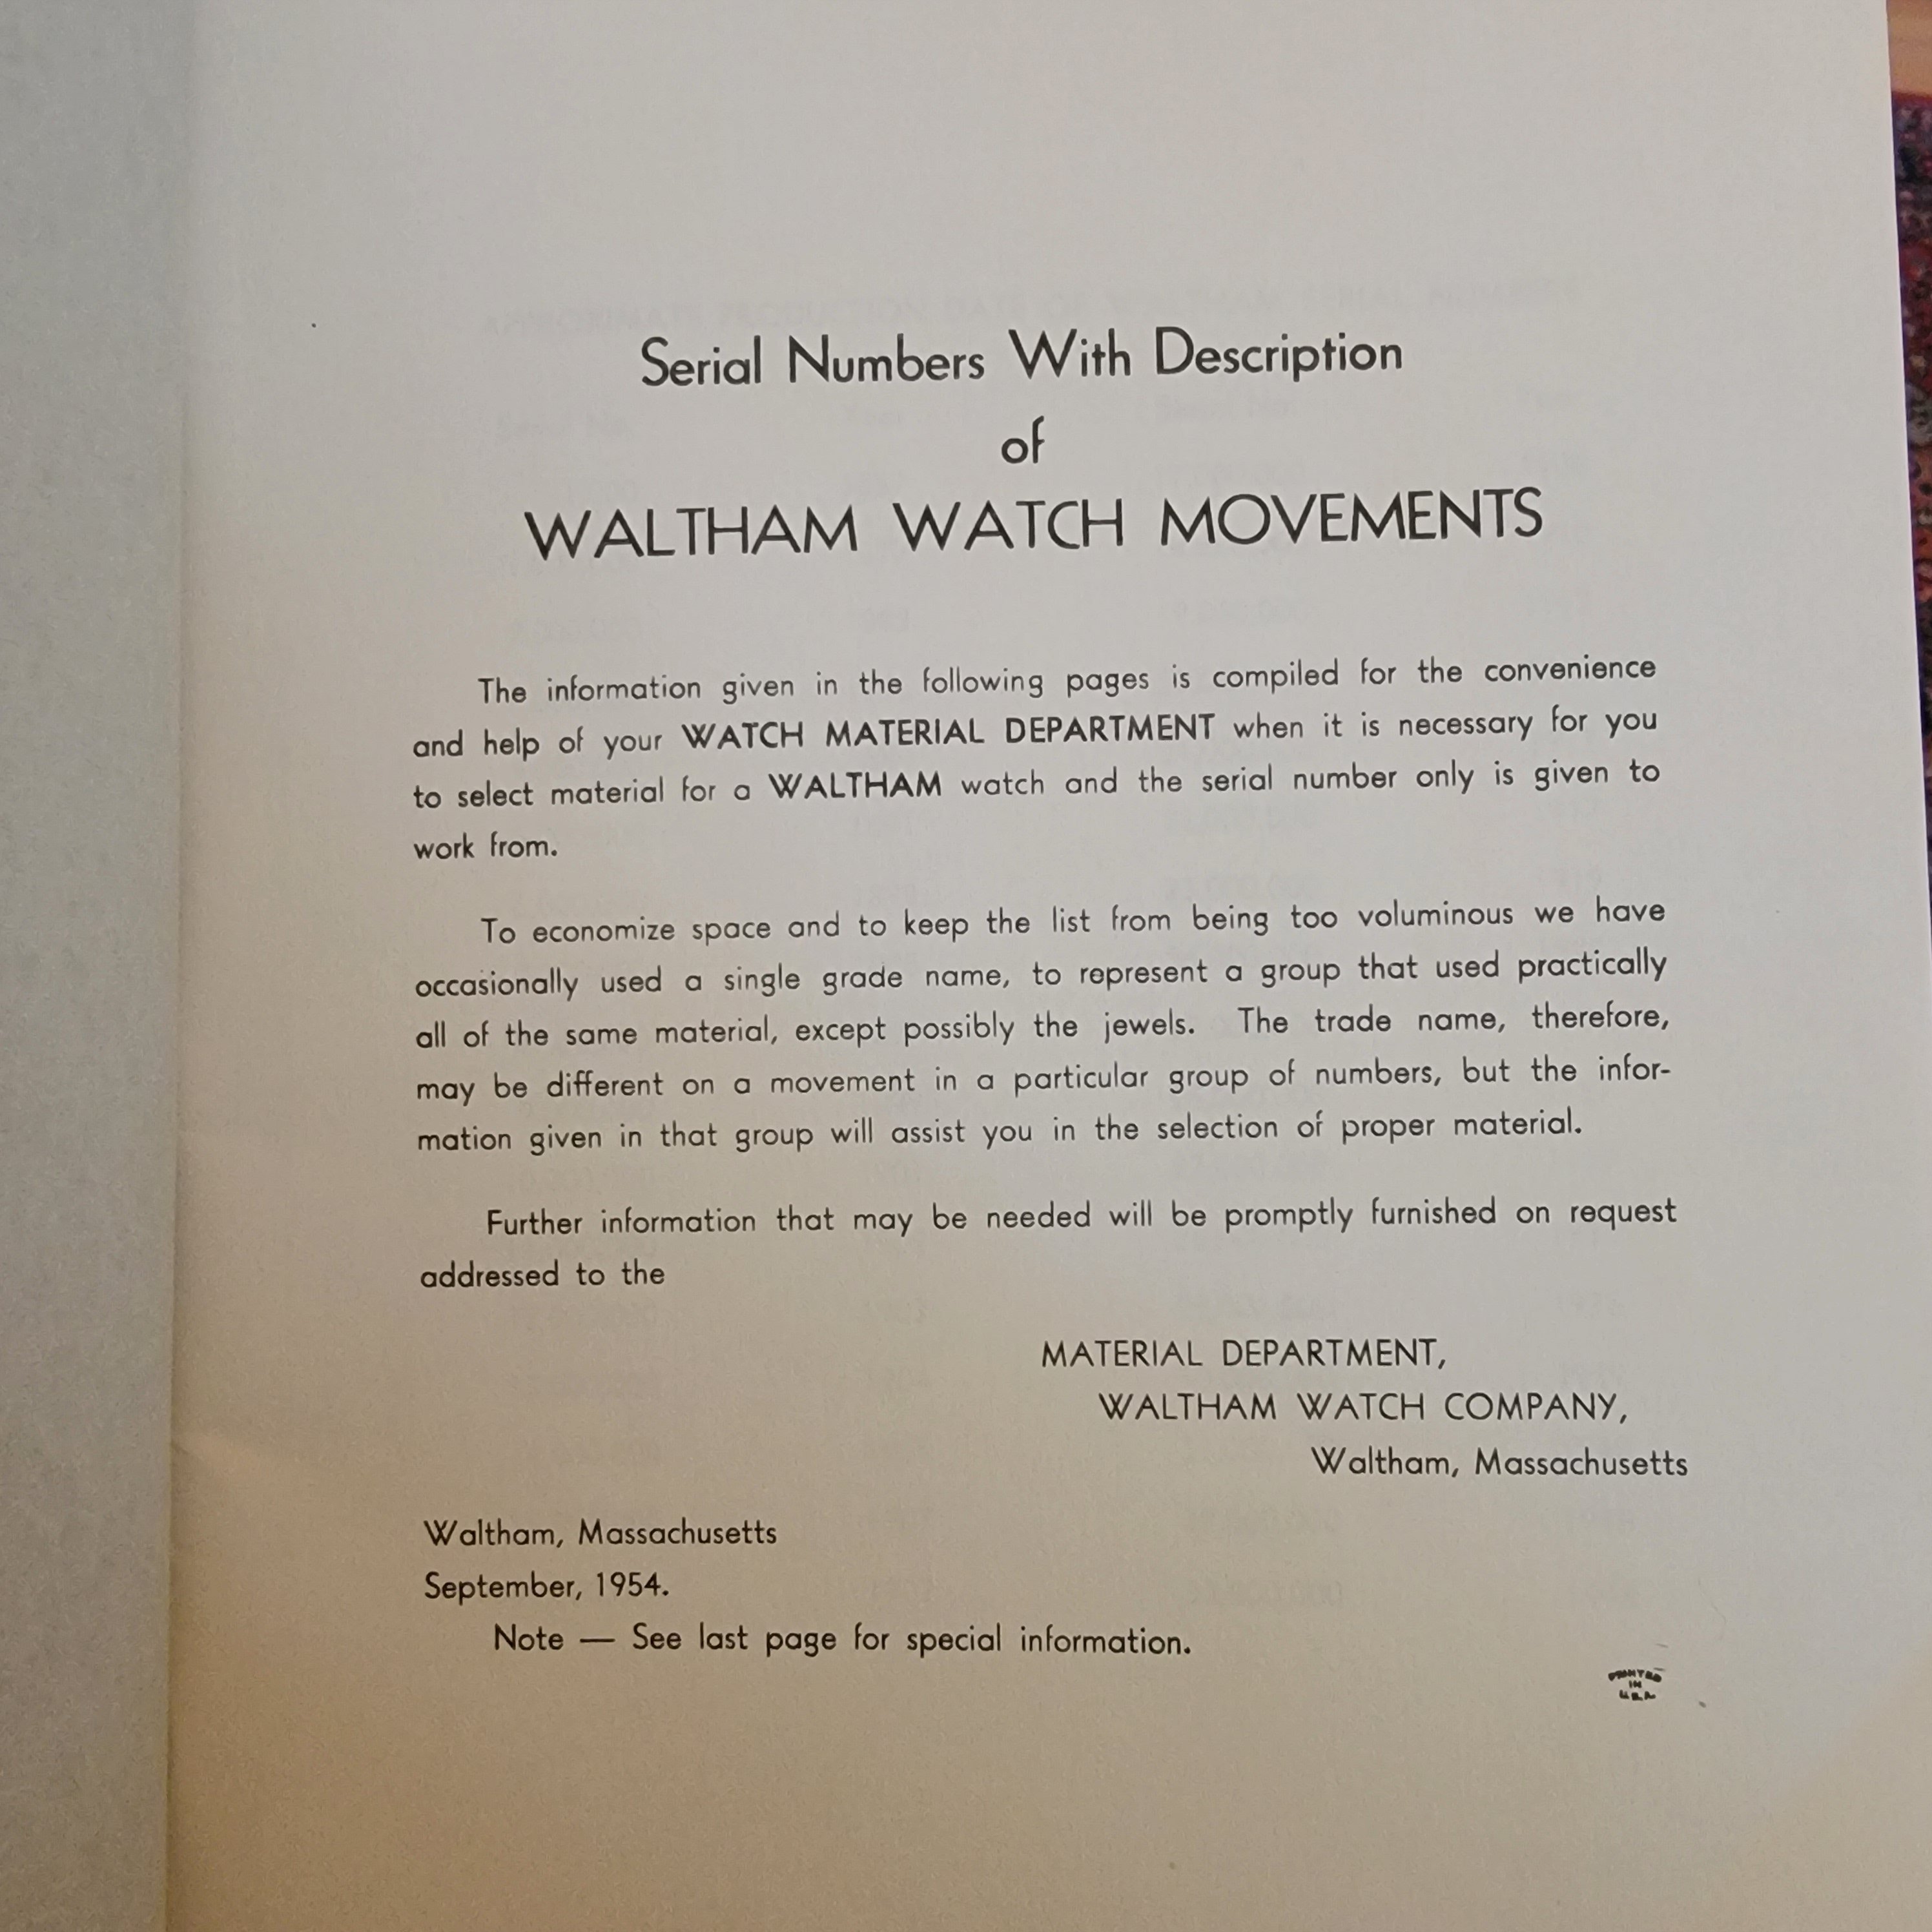 Serial Numbers With Description
of
WALTHAM WATCH MOVEMENTS
The information given in the following pages is compiled for the convenience
and help of your WATCH MATERIAL DEPARTMENT when it is necessary for you
to select material for a WALTHAM watch and the serial number only is given to
work from.
To economize space and to keep the list from being too voluminous we have
occasionally used a single grade name, to represent a group that used practically
all of the same material, except possibly the jewels. The trade name, therefore,
may be different on a movement in a particular group of numbers, but the infor-
mation given in that group will assist you in the selection of proper material.
Further information that may be needed will be promptly furnished on request
addressed to the
MATERIAL DEPARTMENT,
WALTHAM WATCH COMPANY,
Waltham, Massachusetts
Waltham, Massachusetts
September, 1954.
Note — See last page for special information.
PRINTED
IN
U.S.A.